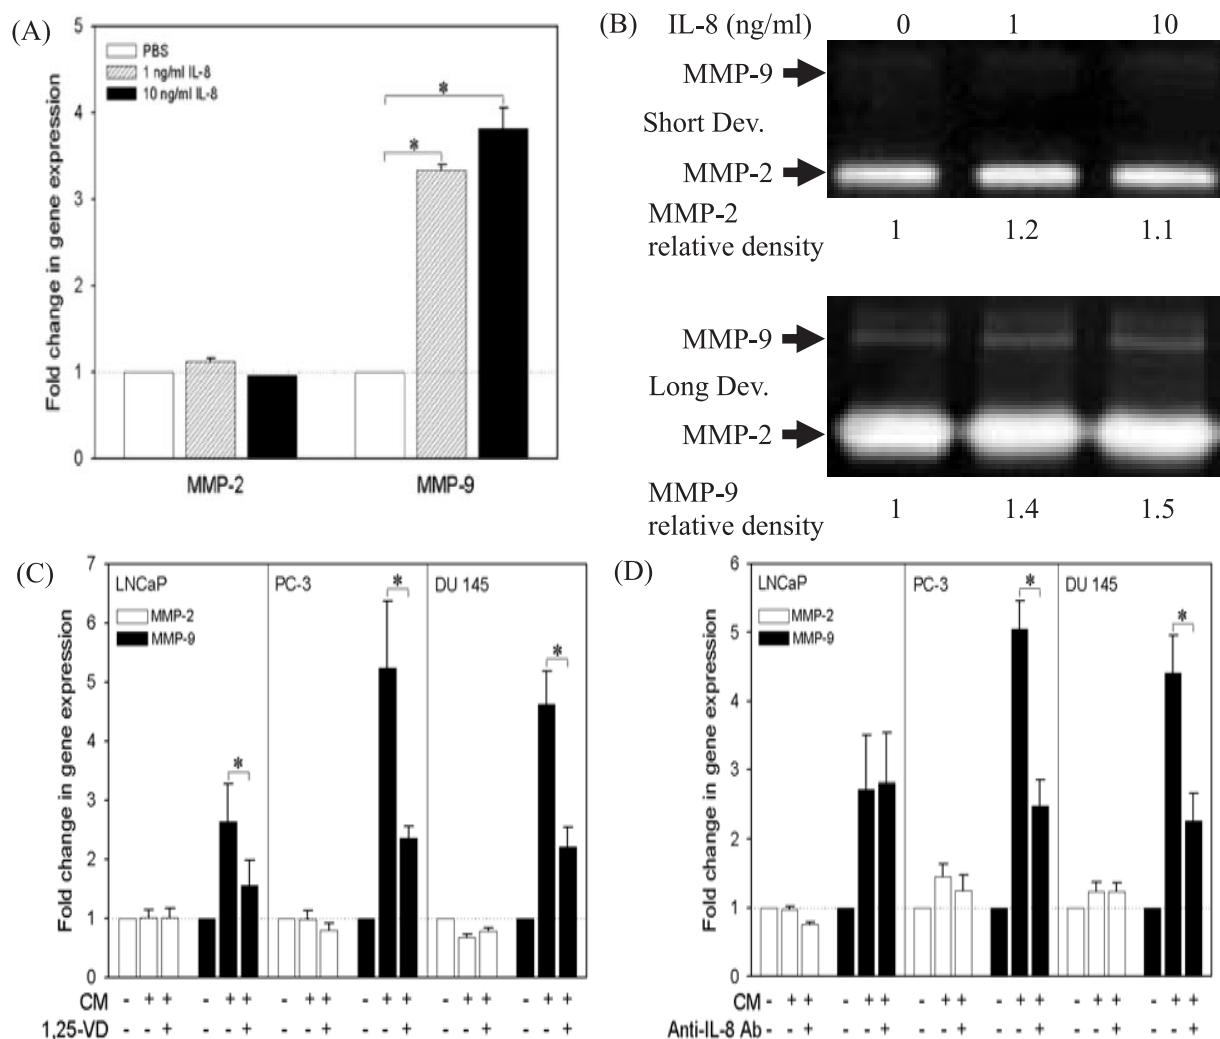 (A)
5
4
3
2
1
0
Fold change in gene expression
PBS
1 ng/ml IL-8
10 ng/ml IL-8
*
*
MMP-2 MMP-9
(B) IL-8 (ng/ml) 0 1 10
MMP-9
Short Dev.
MMP-2
MMP-2
relative density 1 1.2 1.1
MMP-9
Long Dev.
MMP-2
MMP-9
relative density 1 1.4 1.5
(C)
7
6
5
4
3
2
1
0
Fold change in gene expression
LNCaP PC-3 DU 145
MMP-2
MMP-9
* * *
CM - + + - + + - + + - + + - + + - + +
1,25-VD - - + - - + - - + - - + - - + - - +
(D)
6
5
4
3
2
1
0
Fold change in gene expression
LNCaP PC-3 DU 145
MMP-2
MMP-9
* *
CM - + + - + + - + + - + + - + + - + +
Anti-IL-8 Ab - - + - - + - - + - - + - - + - - +